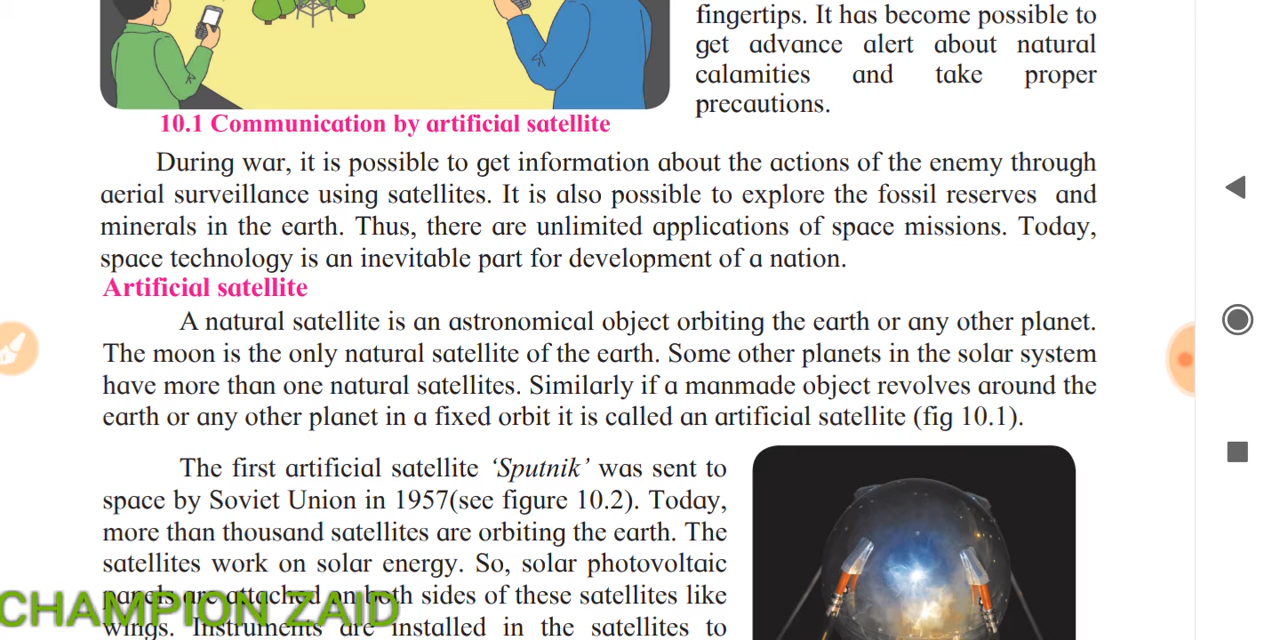 fingertips. It has become possible to
get advance alert about natural
calamities and take proper
precautions.
10.1 Communication by artificial satellite
During war, it is possible to get information about the actions of the enemy through
aerial surveillance using satellites. It is also possible to explore the fossil reserves and
minerals in the earth. Thus, there are unlimited applications of space missions. Today,
space technology is an inevitable part for development of a nation.
Artificial satellite
A natural satellite is an astronomical object orbiting the earth or any other planet.
The moon is the only natural satellite of the earth. Some other planets in the solar system
have more than one natural satellites. Similarly if a manmade object revolves around the
earth or any other planet in a fixed orbit it is called an artificial satellite (fig 10.1).
The first artificial satellite ‘Sputnik’ was sent to
space by Soviet Union in 1957(see figure 10.2). Today,
more than thousand satellites are orbiting the earth. The
satellites work on solar energy. So, solar photovoltaic
panels are attached on both sides of these satellites like
wings. Instruments are installed in the satellites to
CHAMPION ZAID